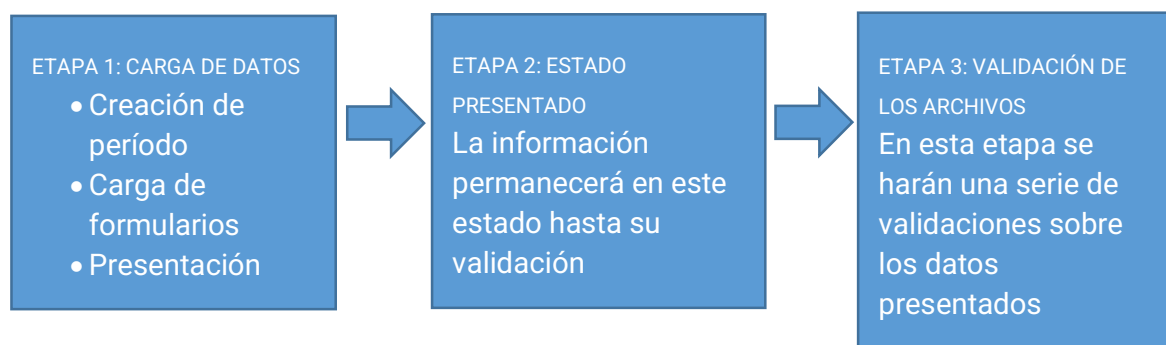 ETAPA 1: CARGA DE DATOS
• Creación de
período
• Carga de
formularios
• Presentación
ETAPA 2: ESTADO
PRESENTADO
La información
permanecerá en este
estado hasta su
validación
ETAPA 3: VALIDACIÓN DE
LOS ARCHIVOS
En esta etapa se
harán una serie de
validaciones sobre
los datos
presentados